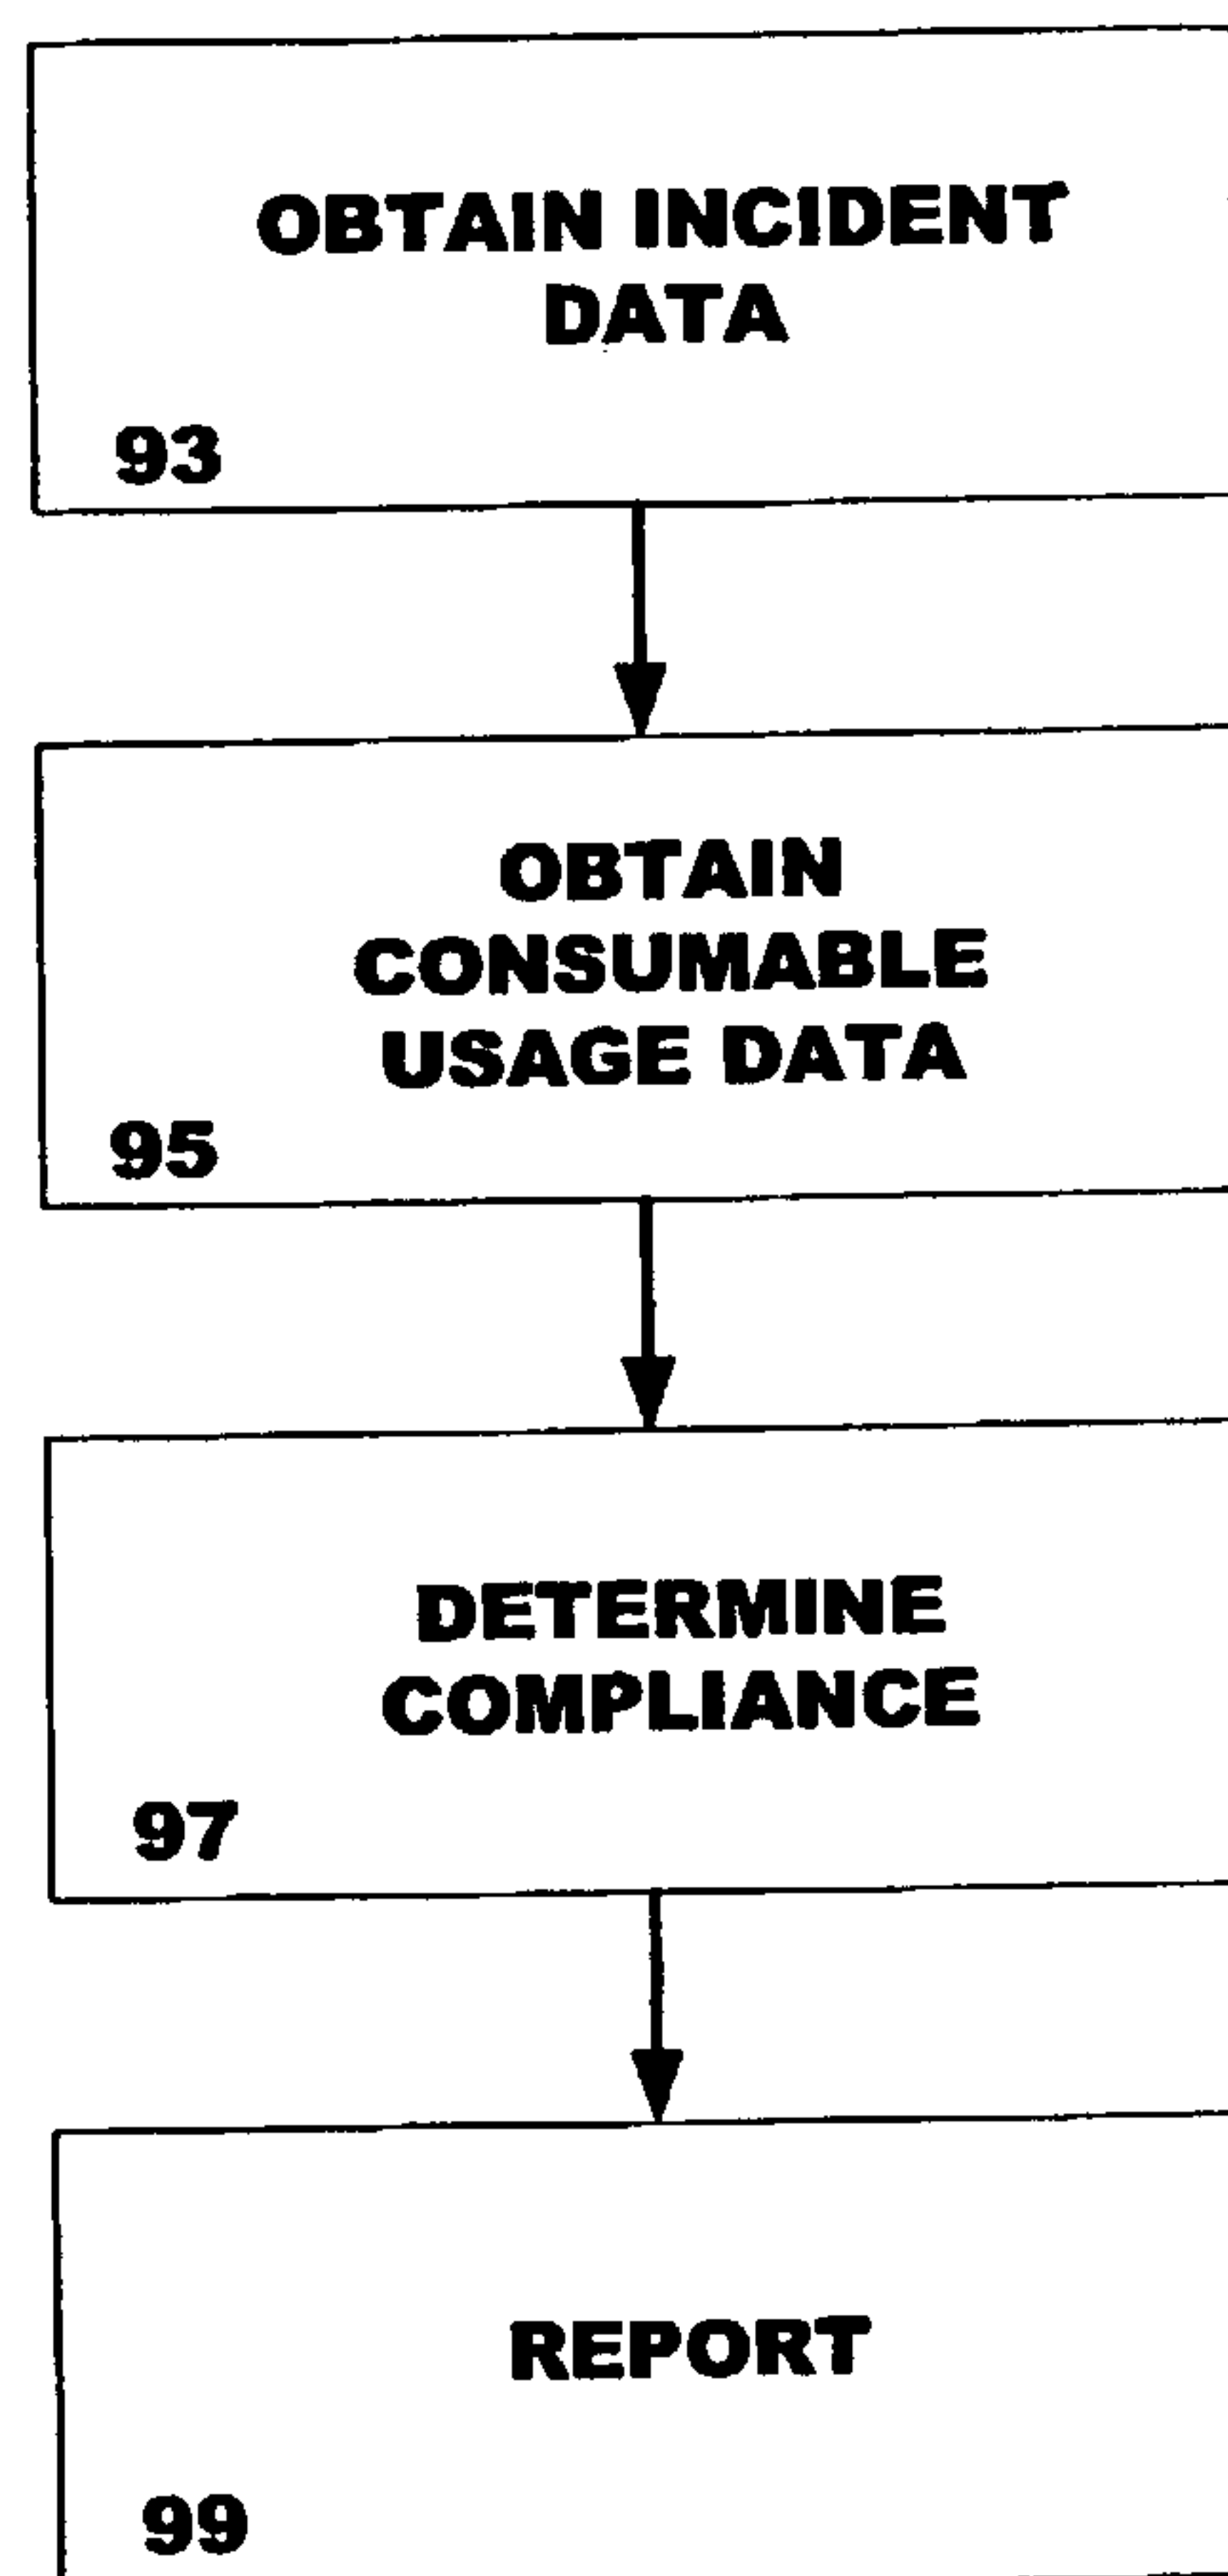 OBTAIN INCIDENT
DATA
93
OBTAIN
CONSUMABLE
USAGE DATA
95
DETERMINE
COMPLIANCE
97
REPORT
99